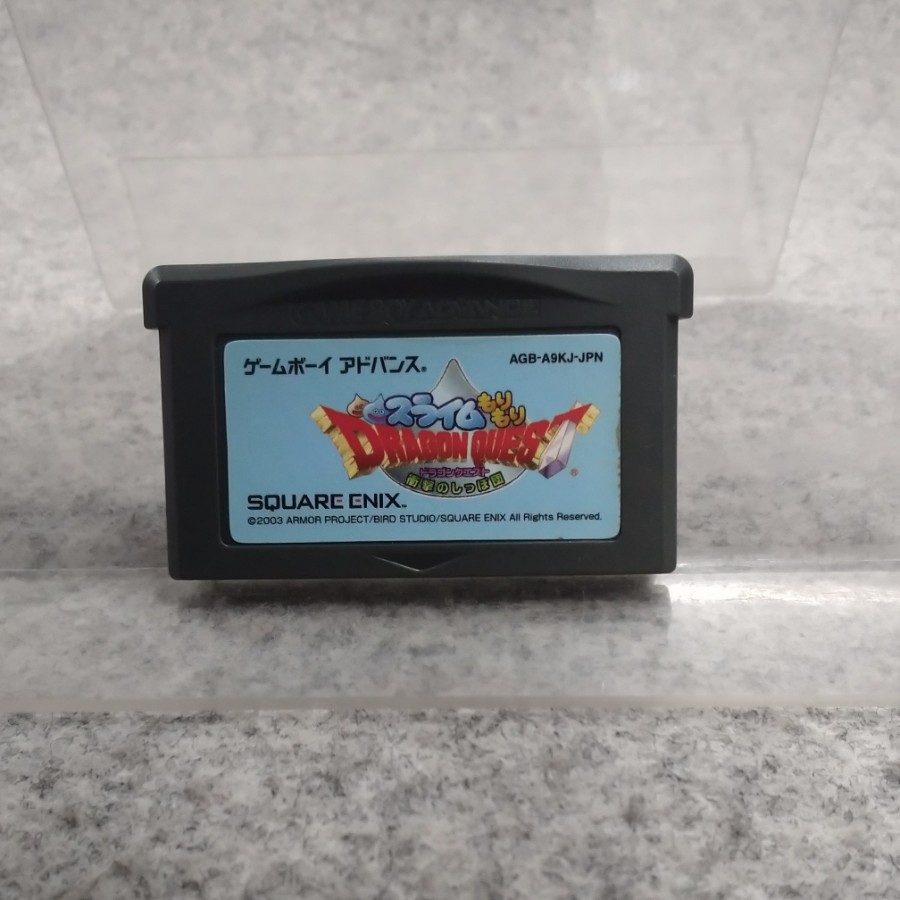 GAME BOY ADVANCE
ゲームボーイ アドバンス®
AGB-A9KJ-JPN
スライムもりもり
DRAGON QUEST®
ドラゴンクエスト
衝撃のしっぽ団
SQUARE ENIX™
©2003 ARMOR PROJECT/BIRD STUDIO/SQUARE ENIX All Rights Reserved.